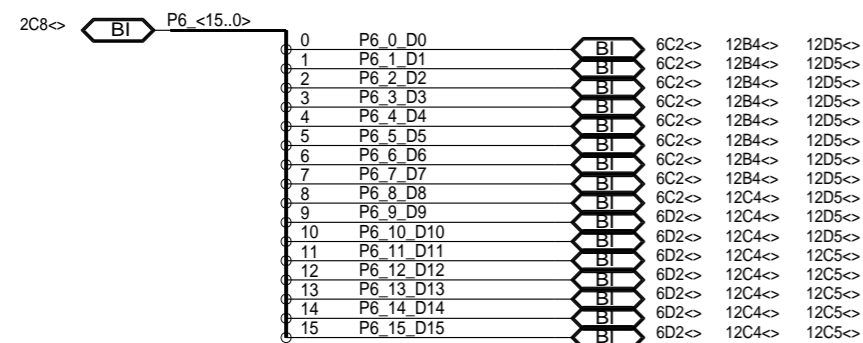 2C8<> BI P6_<15..0>
0 P6_0_D0 BI 6C2<> 12B4<> 12D5<>
1 P6_1_D1 BI 6C2<> 12B4<> 12D5<>
2 P6_2_D2 BI 6C2<> 12B4<> 12D5<>
3 P6_3_D3 BI 6C2<> 12B4<> 12D5<>
4 P6_4_D4 BI 6C2<> 12B4<> 12D5<>
5 P6_5_D5 BI 6C2<> 12B4<> 12D5<>
6 P6_6_D6 BI 6C2<> 12B4<> 12D5<>
7 P6_7_D7 BI 6C2<> 12B4<> 12D5<>
8 P6_8_D8 BI 6C2<> 12C4<> 12D5<>
9 P6_9_D9 BI 6D2<> 12C4<> 12D5<>
10 P6_10_D10 BI 6D2<> 12C4<> 12D5<>
11 P6_11_D11 BI 6D2<> 12C4<> 12C5<>
12 P6_12_D12 BI 6D2<> 12C4<> 12C5<>
13 P6_13_D13 BI 6D2<> 12C4<> 12C5<>
14 P6_14_D14 BI 6D2<> 12C4<> 12C5<>
15 P6_15_D15 BI 6D2<> 12C4<> 12C5<>